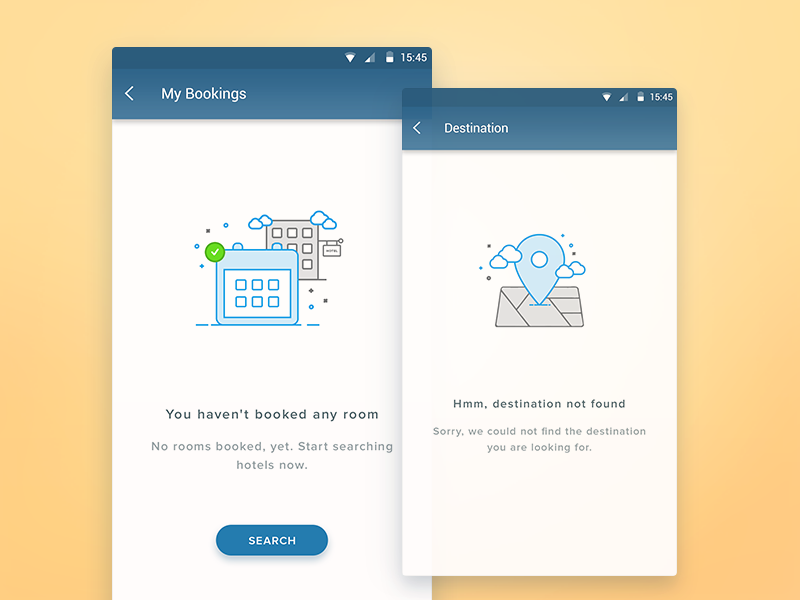 15:45
My Bookings
HOTEL
You haven't booked any room
No rooms booked, yet. Start searching
hotels now.
SEARCH
15:45
Destination
Hmm, destination not found
Sorry, we could not find the destination
you are looking for.